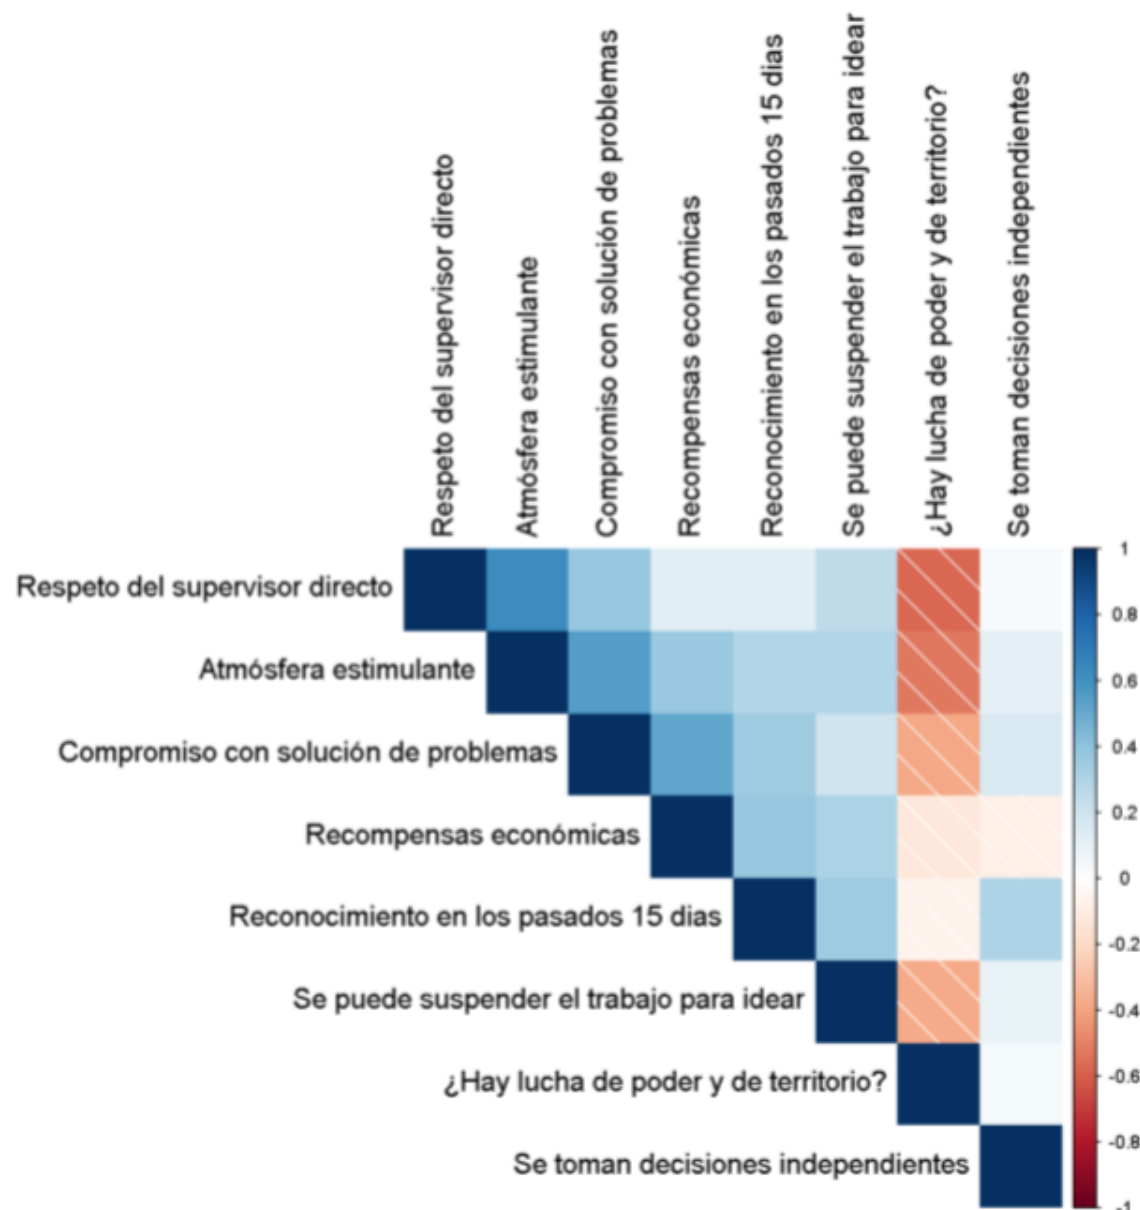 Respeto del supervisor directo
Atmósfera estimulante
Compromiso con solución de problemas
Recompensas económicas
Reconocimiento en los pasados 15 dias
Se puede suspender el trabajo para idear
¿Hay lucha de poder y de territorio?
Se toman decisiones independientes
Respeto del supervisor directo
Atmósfera estimulante
Compromiso con solución de problemas
Recompensas económicas
Reconocimiento en los pasados 15 dias
Se puede suspender el trabajo para idear
¿Hay lucha de poder y de territorio?
Se toman decisiones independientes
1
0.8
0.6
0.4
0.2
0
-0.2
-0.4
-0.6
-0.8
-1